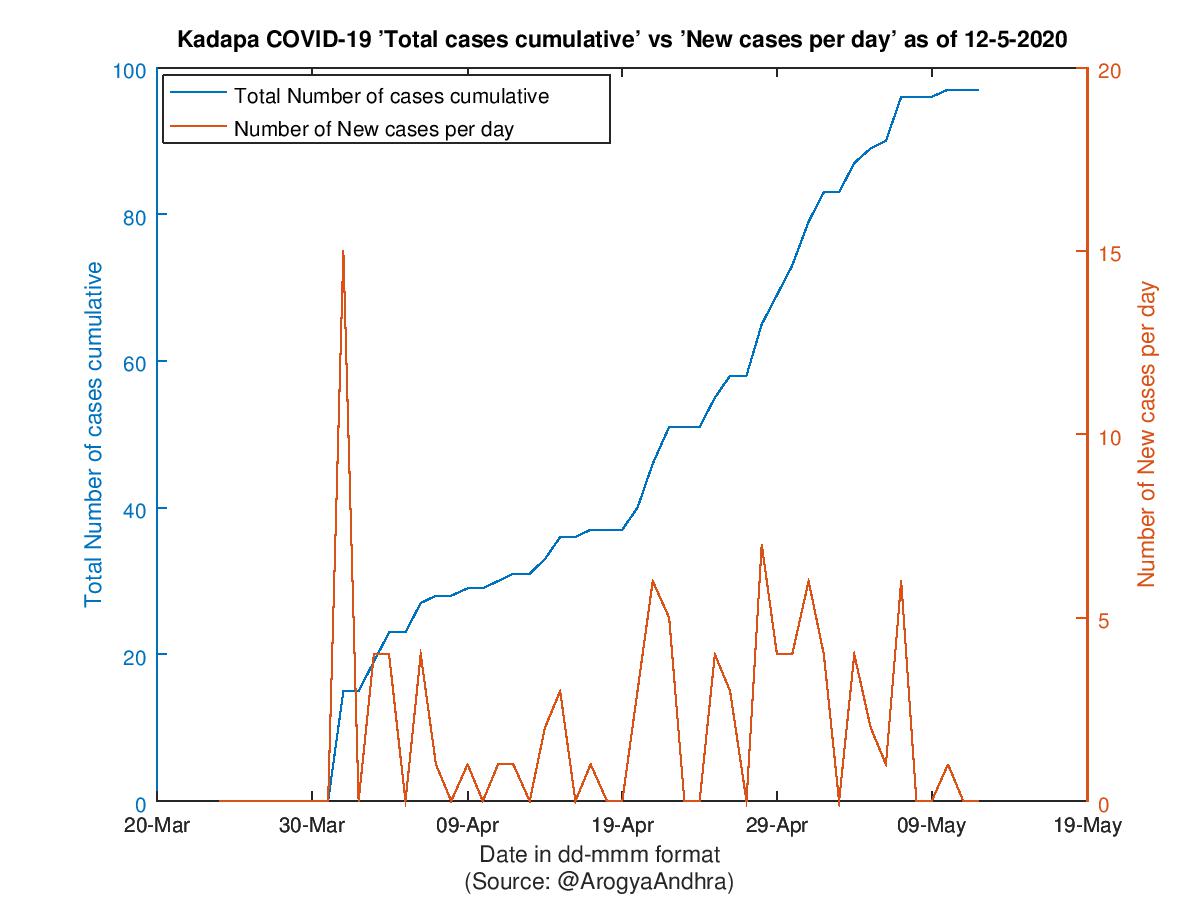 Kadapa COVID-19 ’Total cases cumulative’ vs ’New cases per day’ as of 12-5-2020
Total Number of cases cumulative
Number of New cases per day
100
80
60
40
20
0
Total Number of cases cumulative
20
15
10
5
0
Number of New cases per day
20-Mar 30-Mar 09-Apr 19-Apr 29-Apr 09-May 19-May
Date in dd-mmm format
(Source: @ArogyaAndhra)